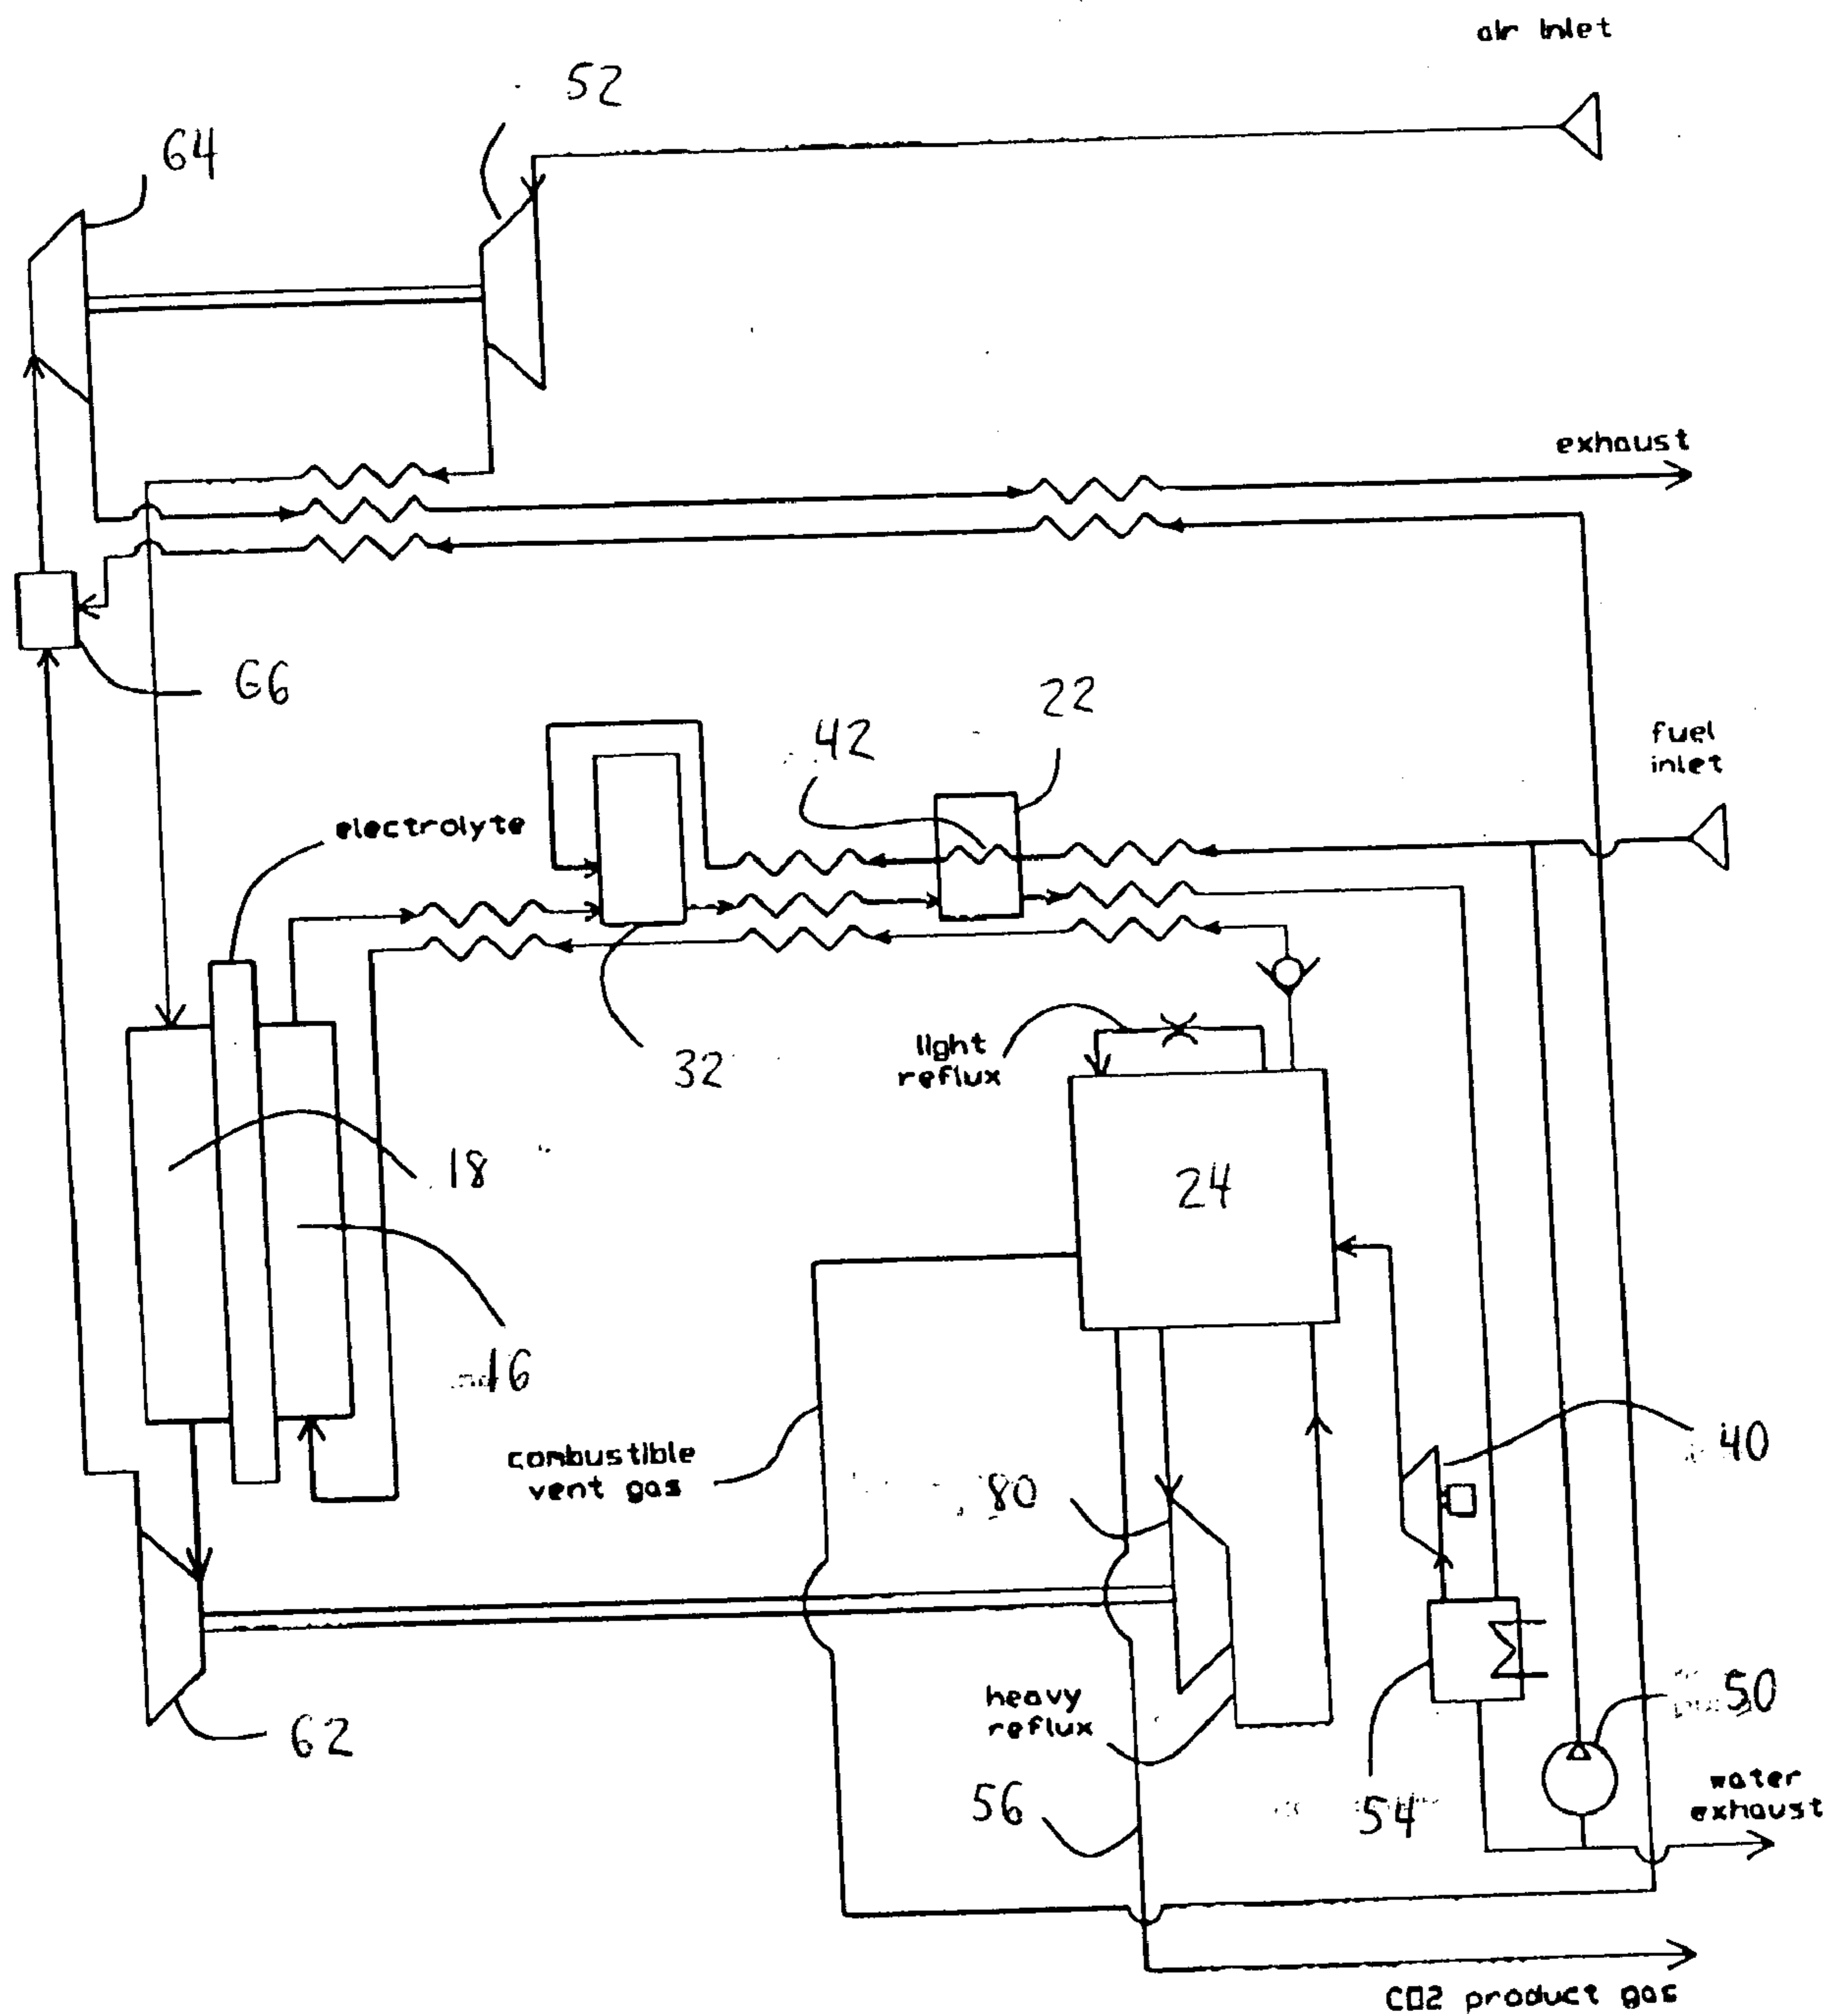 air inlet
52
64
exhaust
66
22
42
fuel
inlet
electrolyte
32
light
reflux
18
24
16
combustible
vent gas
80
40
heavy
reflux
62
50
56
54
water
exhaust
CO2 product gas